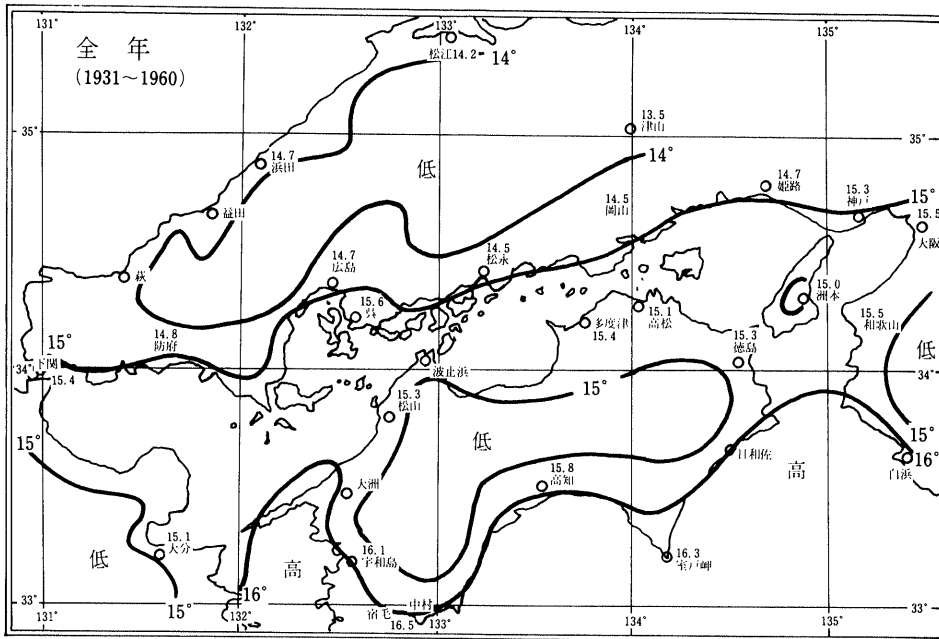 131°
132°
133°
134°
135°
全年
(1931～1960)
松江14.2
14°
35°
13.5
津山
35°
14.7
浜田
低
14°
14.7
姫路
15.3
神戸
15°
益田
14.5
岡山
15.5
大阪
14.7
広島
14.5
松永
萩
15.6
呉
15.0
洲本
多度津
15.4
15.1
高松
15.5
和歌山
15°
14.8
防府
15.3
徳島
低
下関
15.4
34°
波止浜
34°
15.3
松山
15°
15°
低
15°
16°
日和佐
高
白浜
大洲
15.8
高知
15.1
大分
低
高
16.1
宇和島
16.3
室戸岬
15°
16°
中村
宿毛
16.5
33°
33°
131°
132°
133°
134°
135°